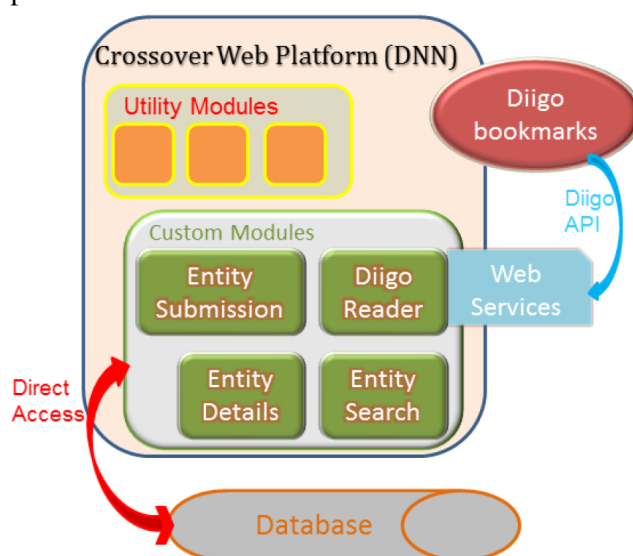 Crossover Web Platform (DNN)
Utility Modules
Diigo
bookmarks
Diigo
API
Custom Modules
Entity
Submission
Diigo
Reader
Web
Services
Entity
Details
Entity
Search
Direct
Access
Database